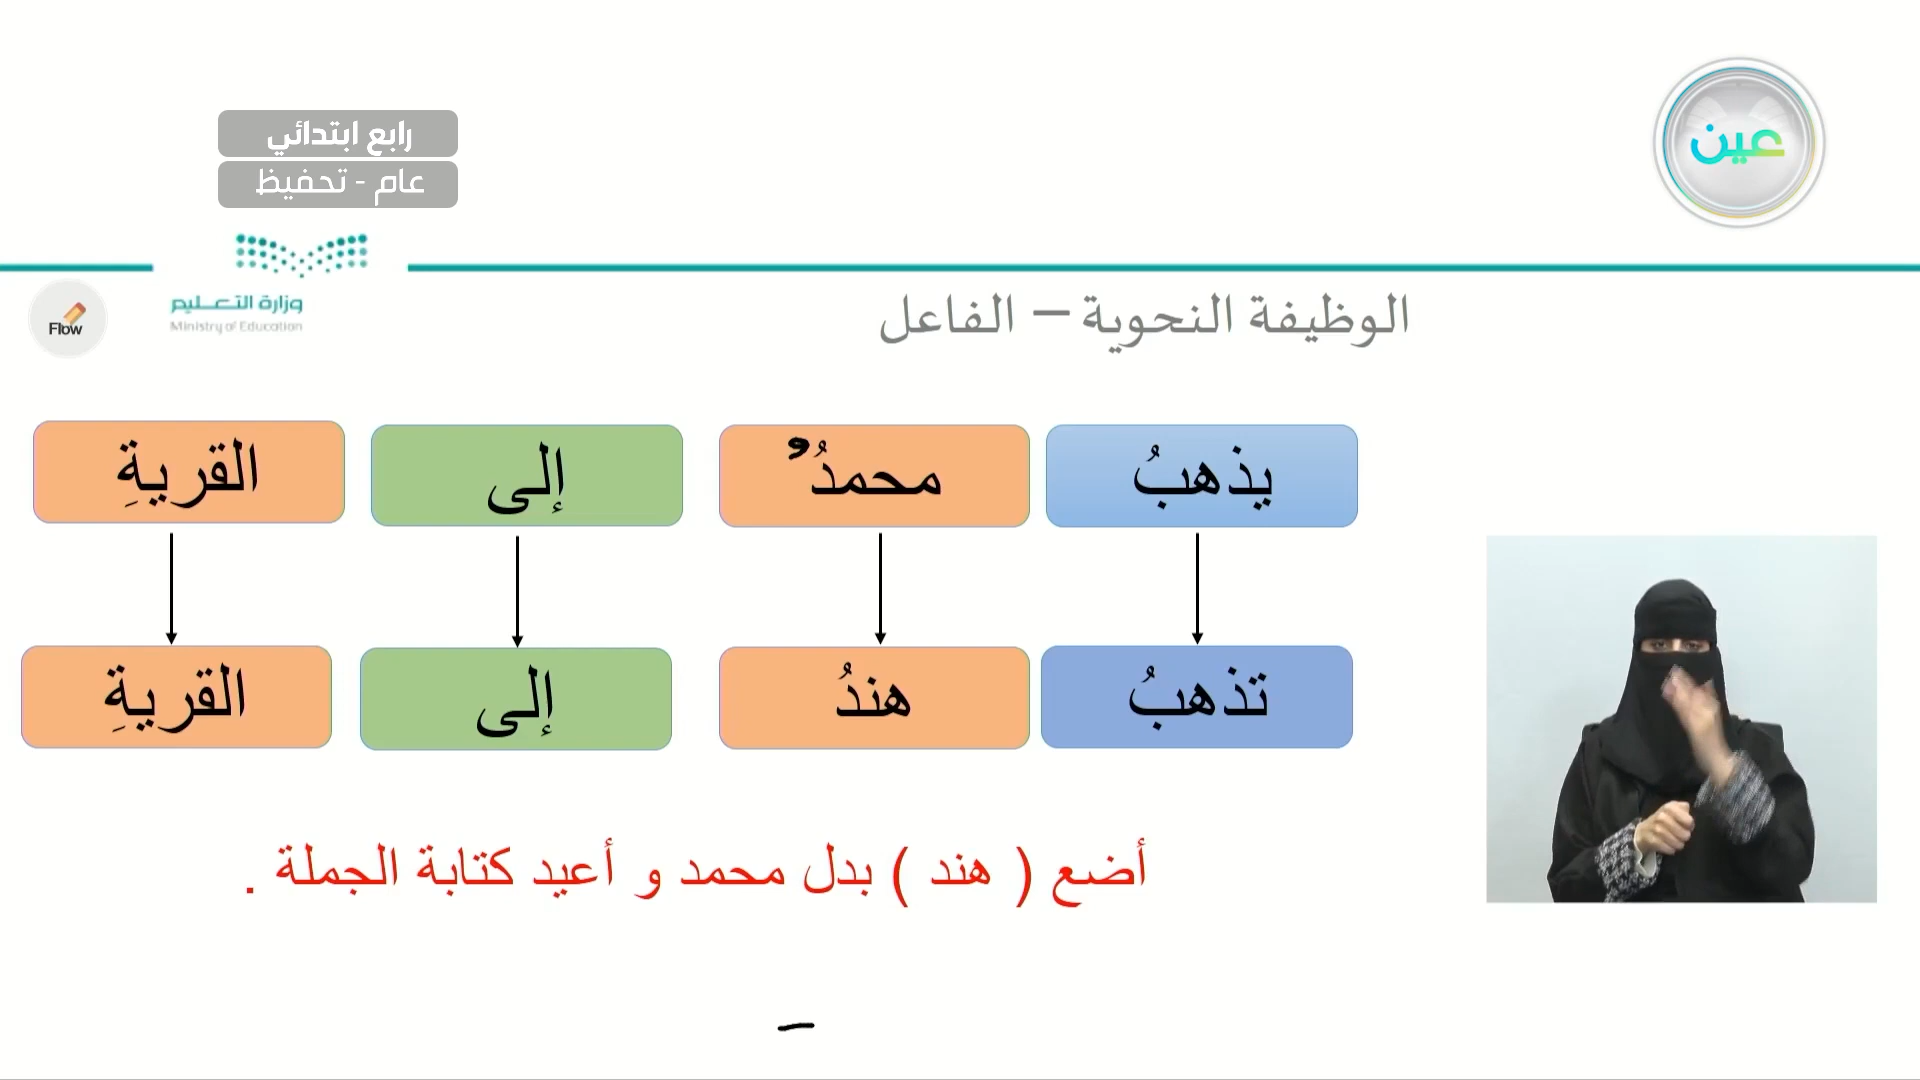 رابع ابتدائي
عام - تحفيظ
عين
وزارة التعليم
Ministry of Education
Flow
الوظيفة النحوية – الفاعل
يذهبُ محمدُ إلى القريةِ
تذهبُ هندُ إلى القريةِ
أضع ( هند ) بدل محمد و أعيد كتابة الجملة .